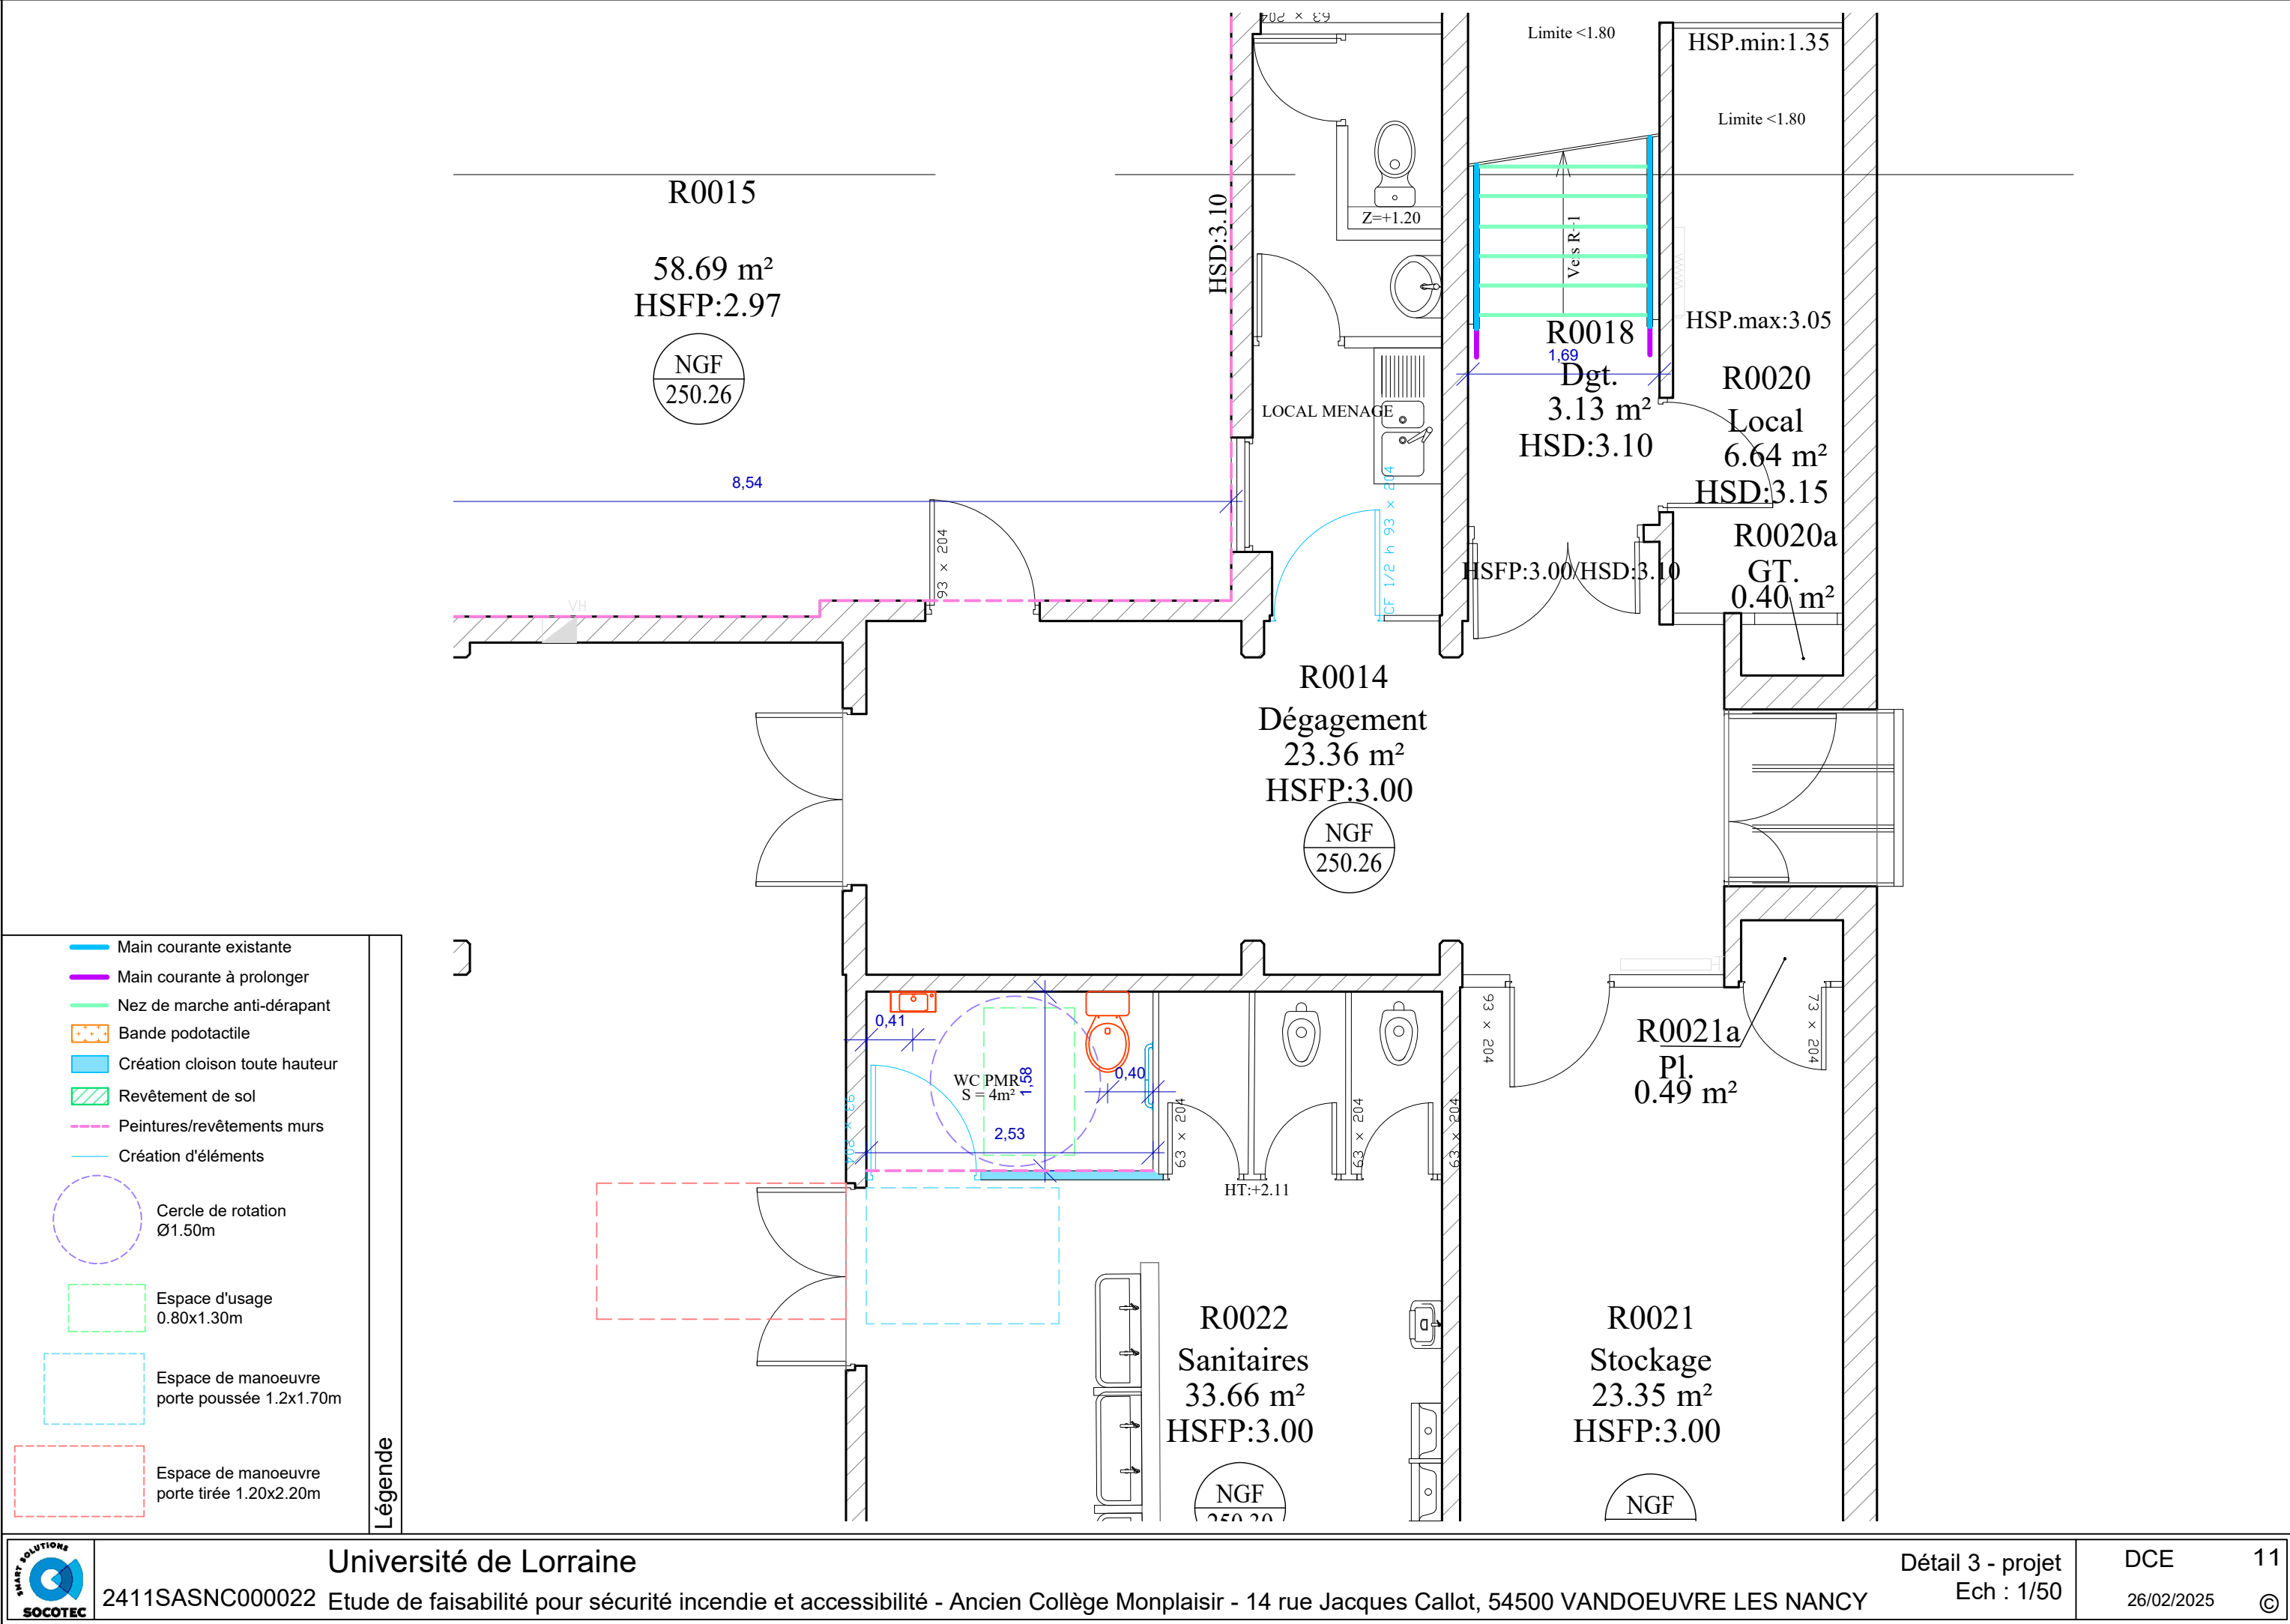 63 x 204
Limite <1.80
HSP.min:1.35
Limite <1.80
R0015
58.69 m²
HSFP:2.97
NGF
250.26
HSD:3.10
Z=+1.20
Vers R-1
HSP.max:3.05
R0018
1,69
Dgt.
3.13 m²
HSD:3.10
R0020
Local
6.64 m²
HSD:3.15
LOCAL MENAGE
CF 1/2 h 93 x 204
8,54
93 x 204
VH
HSFP:3.00/HSD:3.10
R0020a
GT.
0.40 m²
R0014
Dégagement
23.36 m²
HSFP:3.00
NGF
250.26
0,41
WC PMR
S = 4m²
1,58
0,40
2,53
93 x 204
63 x 204
63 x 204
63 x 204
HT:+2.11
93 x 204
R0021a
Pl.
0.49 m²
73 x 204
R0022
Sanitaires
33.66 m²
HSFP:3.00
NGF
250.30
R0021
Stockage
23.35 m²
HSFP:3.00
NGF
Légende
Main courante existante
Main courante à prolonger
Nez de marche anti-dérapant
Bande podotactile
Création cloison toute hauteur
Revêtement de sol
Peintures/revêtements murs
Création d'éléments
Cercle de rotation
Ø1.50m
Espace d'usage
0.80x1.30m
Espace de manoeuvre
porte poussée 1.2x1.70m
Espace de manoeuvre
porte tirée 1.20x2.20m
SMART SOLUTIONS
SOCOTEC
2411SASNC000022
Université de Lorraine
Etude de faisabilité pour sécurité incendie et accessibilité - Ancien Collège Monplaisir - 14 rue Jacques Callot, 54500 VANDOEUVRE LES NANCY
Détail 3 - projet
Ech : 1/50
DCE
26/02/2025
11
©